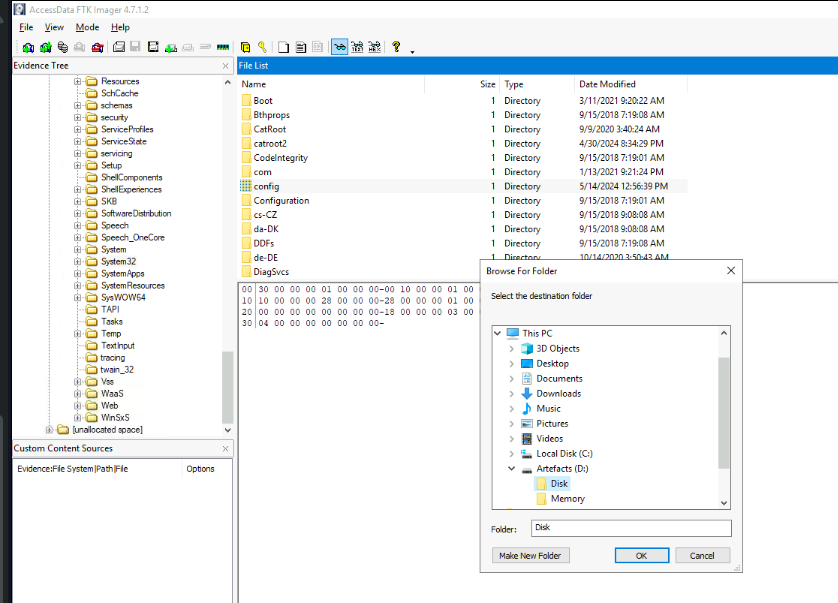 AccessData FTK Imager 4.7.1.2
File View Mode Help
Evidence Tree
Resources
SchCache
schemas
security
ServiceProfiles
ServiceState
servicing
Setup
ShellComponents
ShellExperiences
SKB
SoftwareDistribution
Speech
Speech_OneCore
System
System32
SystemApps
SystemResources
SysWOW64
TAPI
Tasks
Temp
TextInput
tracing
twain_32
Vss
WaaS
Web
WinSxS
[unallocated space]
Custom Content Sources
Evidence:File System|Path|File Options
File List
Name Size Type Date Modified
Boot 1 Directory 3/11/2021 9:20:22 AM
Bthprops 1 Directory 9/15/2018 7:19:08 AM
CatRoot 1 Directory 9/9/2020 3:40:24 AM
catroot2 1 Directory 4/30/2024 8:34:29 PM
CodeIntegrity 1 Directory 9/15/2018 7:19:01 AM
com 1 Directory 1/13/2021 9:21:24 PM
config 1 Directory 5/14/2024 12:56:39 PM
Configuration 1 Directory 9/15/2018 7:19:01 AM
cs-CZ 1 Directory 9/15/2018 9:08:08 AM
da-DK 1 Directory 9/15/2018 9:08:08 AM
DDFs 1 Directory 9/15/2018 7:19:08 AM
de-DE 1 Directory 10/14/2020 3:50:43 AM
DiagSvcs
00 30 00 00 00 01 00 00 00-00 10 00 00 01 00
10 10 00 00 00 28 00 00 00-28 00 00 00 01 00
20 00 00 00 00 00 00 00 00-18 00 00 00 03 00
30 04 00 00 00 00 00 00 00-
Browse For Folder
Select the destination folder
This PC
3D Objects
Desktop
Documents
Downloads
Music
Pictures
Videos
Local Disk (C:)
Artefacts (D:)
Disk
Memory
Folder: Disk
Make New Folder OK Cancel